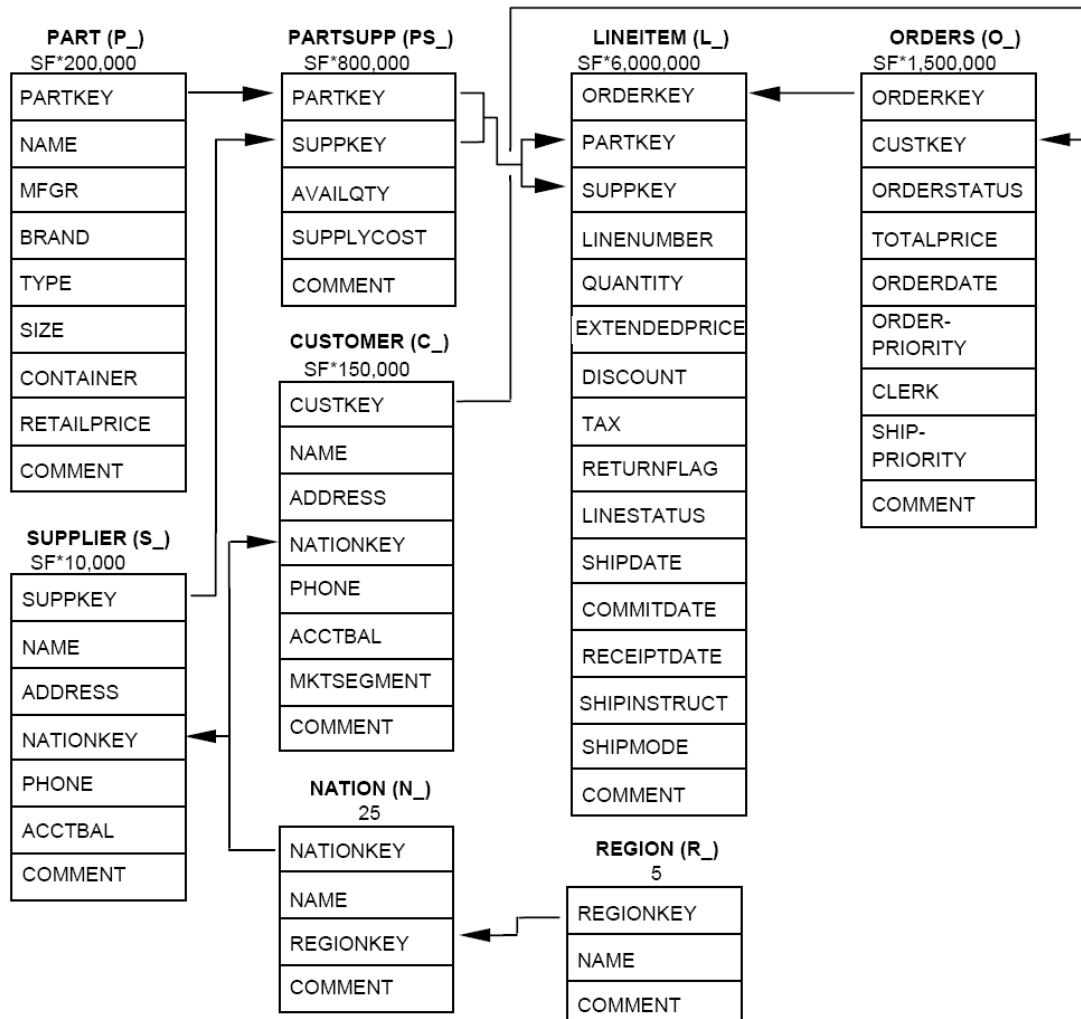 PART (P_)
SF*200,000
PARTKEY
NAME
MFGR
BRAND
TYPE
SIZE
CONTAINER
RETAILPRICE
COMMENT
SUPPLIER (S_)
SF*10,000
SUPPKEY
NAME
ADDRESS
NATIONKEY
PHONE
ACCTBAL
COMMENT
PARTSUPP (PS_)
SF*800,000
PARTKEY
SUPPKEY
AVAILQTY
SUPPLYCOST
COMMENT
CUSTOMER (C_)
SF*150,000
CUSTKEY
NAME
ADDRESS
NATIONKEY
PHONE
ACCTBAL
MKTSEGMENT
COMMENT
NATION (N_)
25
NATIONKEY
NAME
REGIONKEY
COMMENT
LINEITEM (L_)
SF*6,000,000
ORDERKEY
PARTKEY
SUPPKEY
LINENUMBER
QUANTITY
EXTENDEDPRICE
DISCOUNT
TAX
RETURNFLAG
LINESTATUS
SHIPDATE
COMMITDATE
RECEIPTDATE
SHIPINSTRUCT
SHIPMODE
COMMENT
REGION (R_)
5
REGIONKEY
NAME
COMMENT
ORDERS (O_)
SF*1,500,000
ORDERKEY
CUSTKEY
ORDERSTATUS
TOTALPRICE
ORDERDATE
ORDER-
PRIORITY
CLERK
SHIP-
PRIORITY
COMMENT